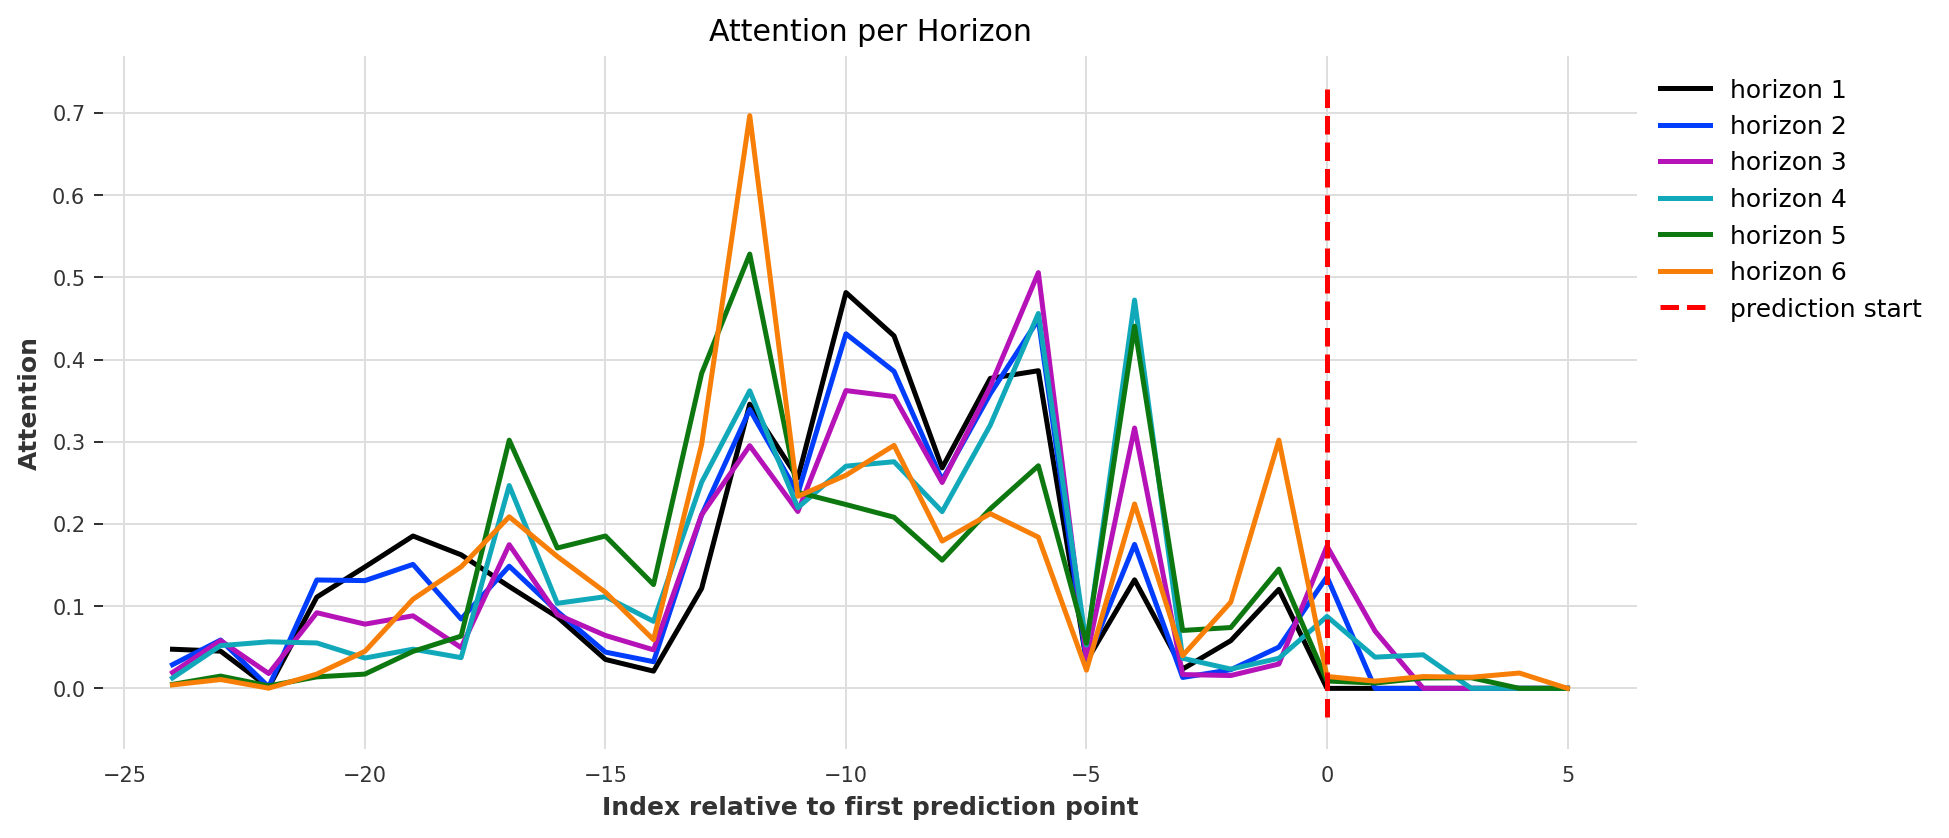 Attention per Horizon
Attention
0.7
0.6
0.5
0.4
0.3
0.2
0.1
0.0
−25
−20
−15
−10
−5
0
5
Index relative to first prediction point
horizon 1
horizon 2
horizon 3
horizon 4
horizon 5
horizon 6
prediction start